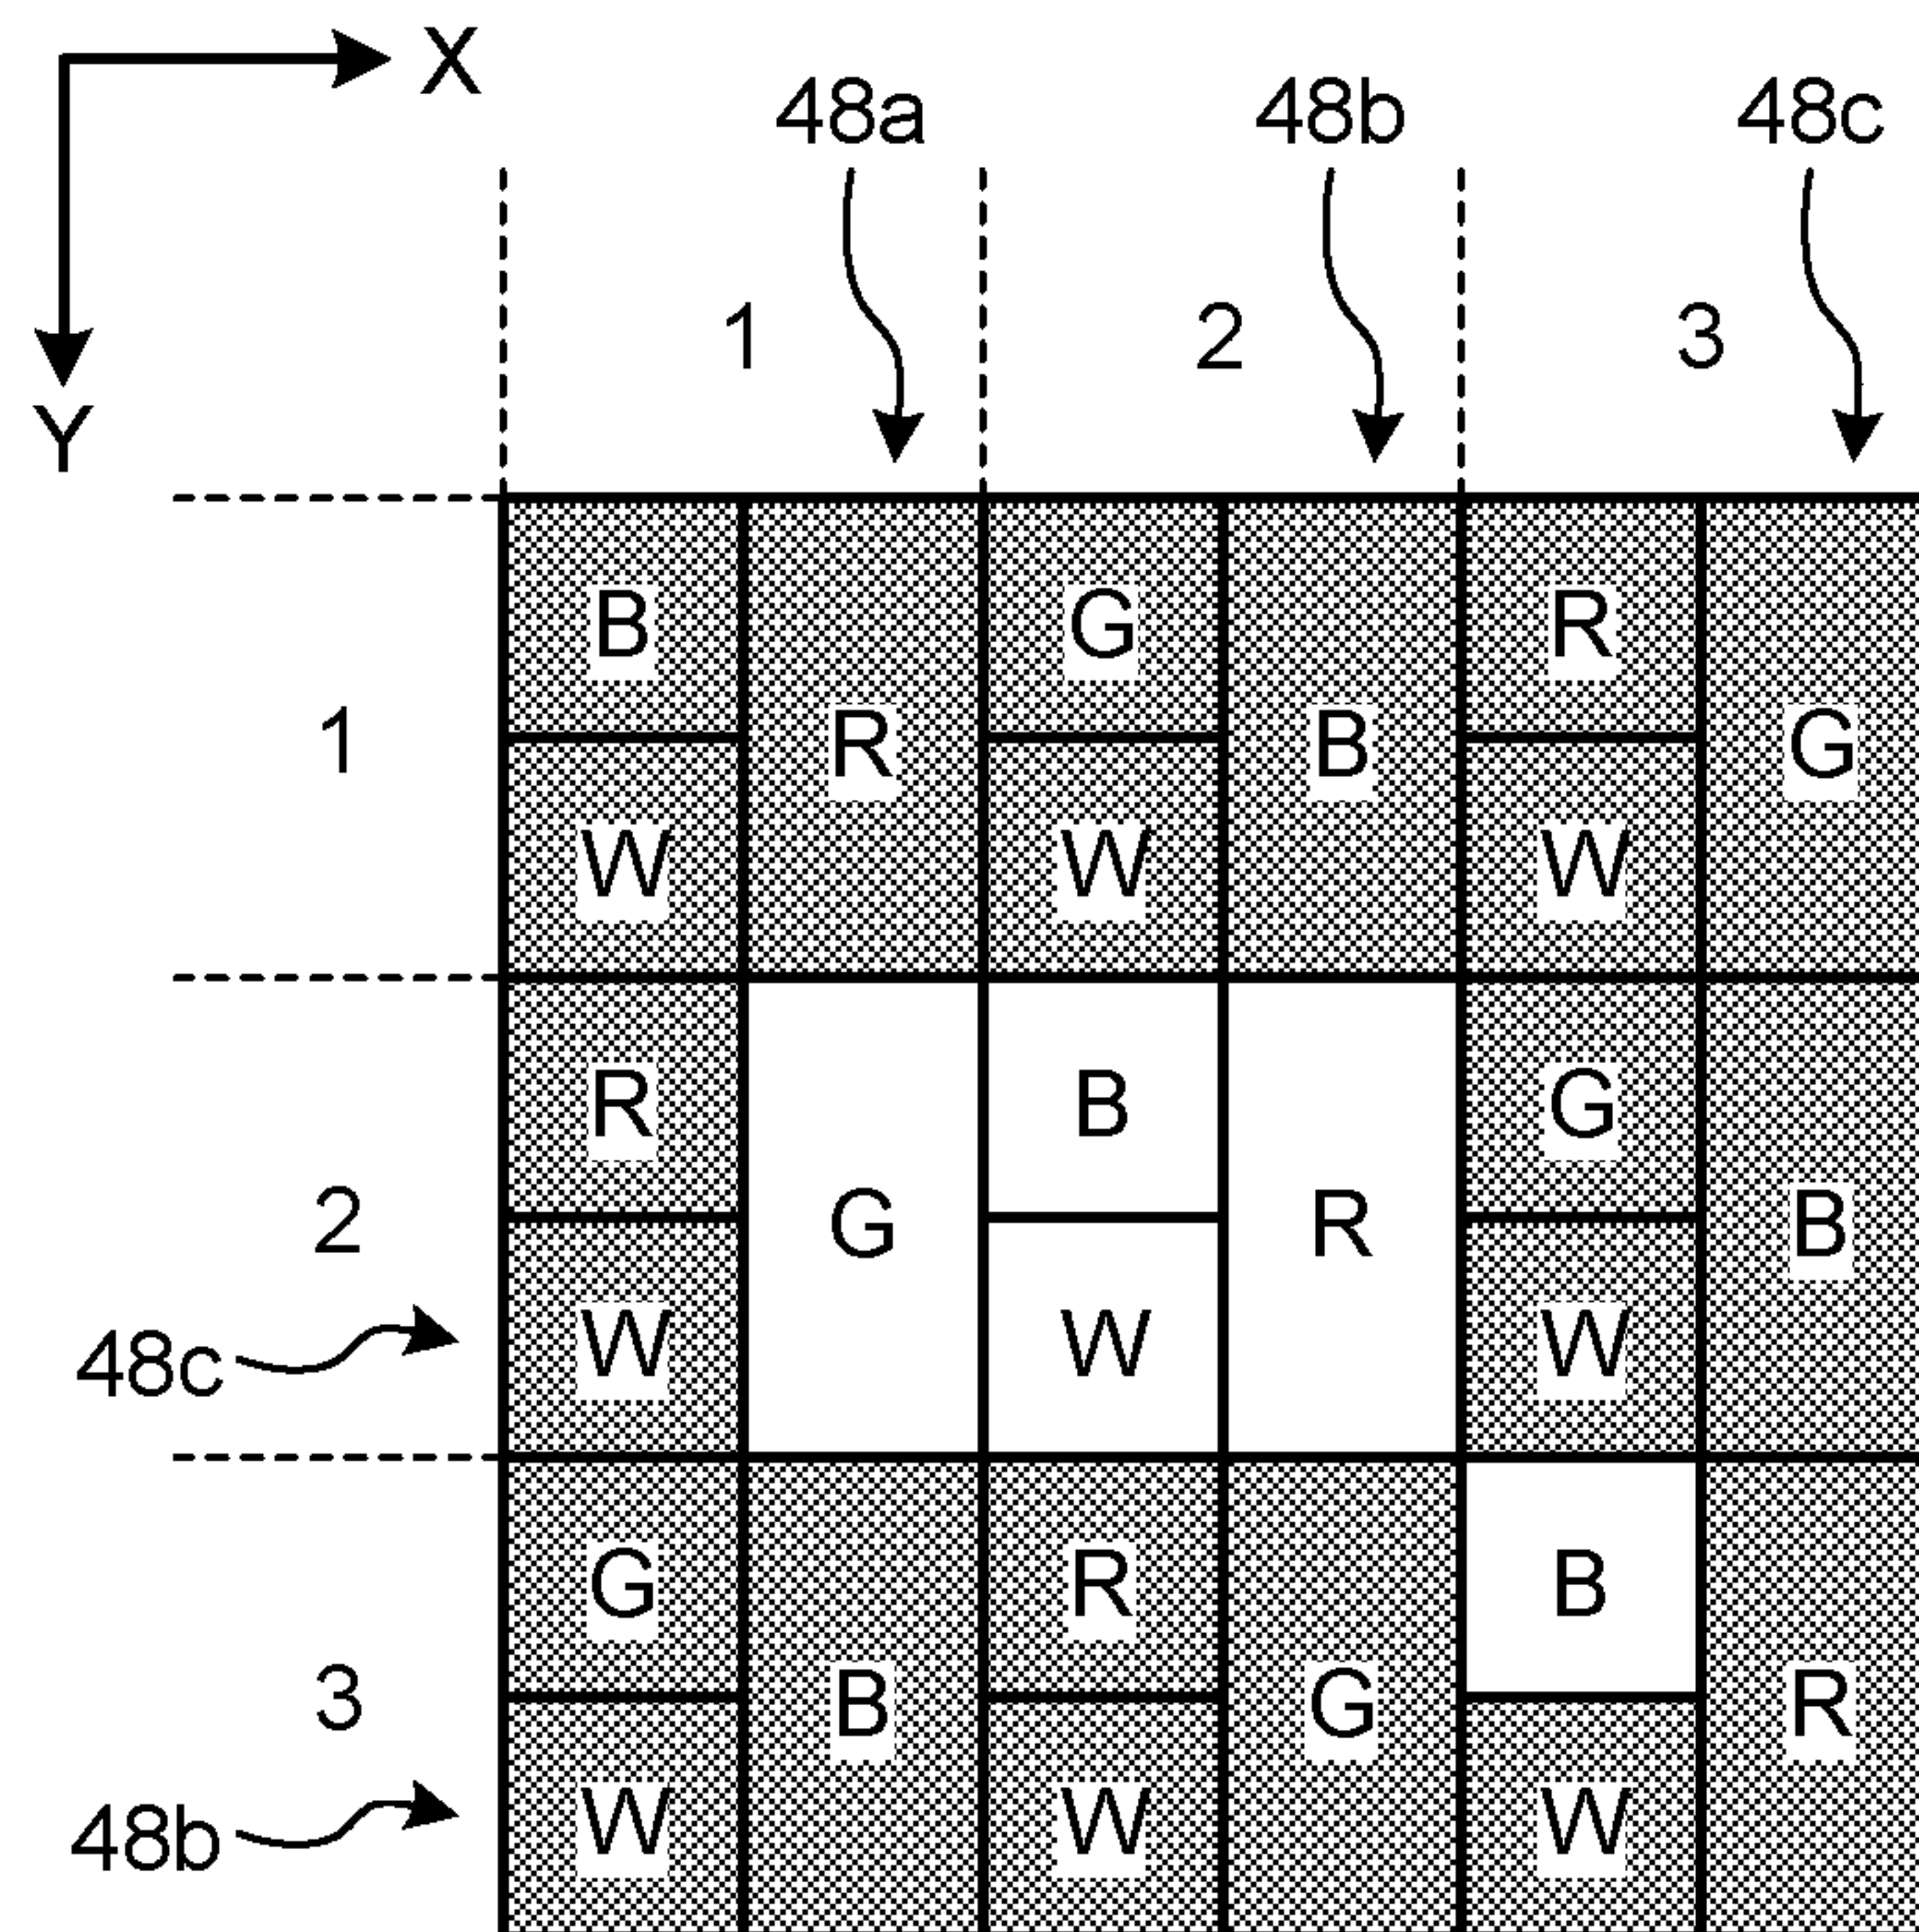 X
48a 48b 48c
1 2 3
Y
B G R
1 R B G
W W W
R B G
2 G R B
48c W W W
G R B
3 B G R
48b W W W